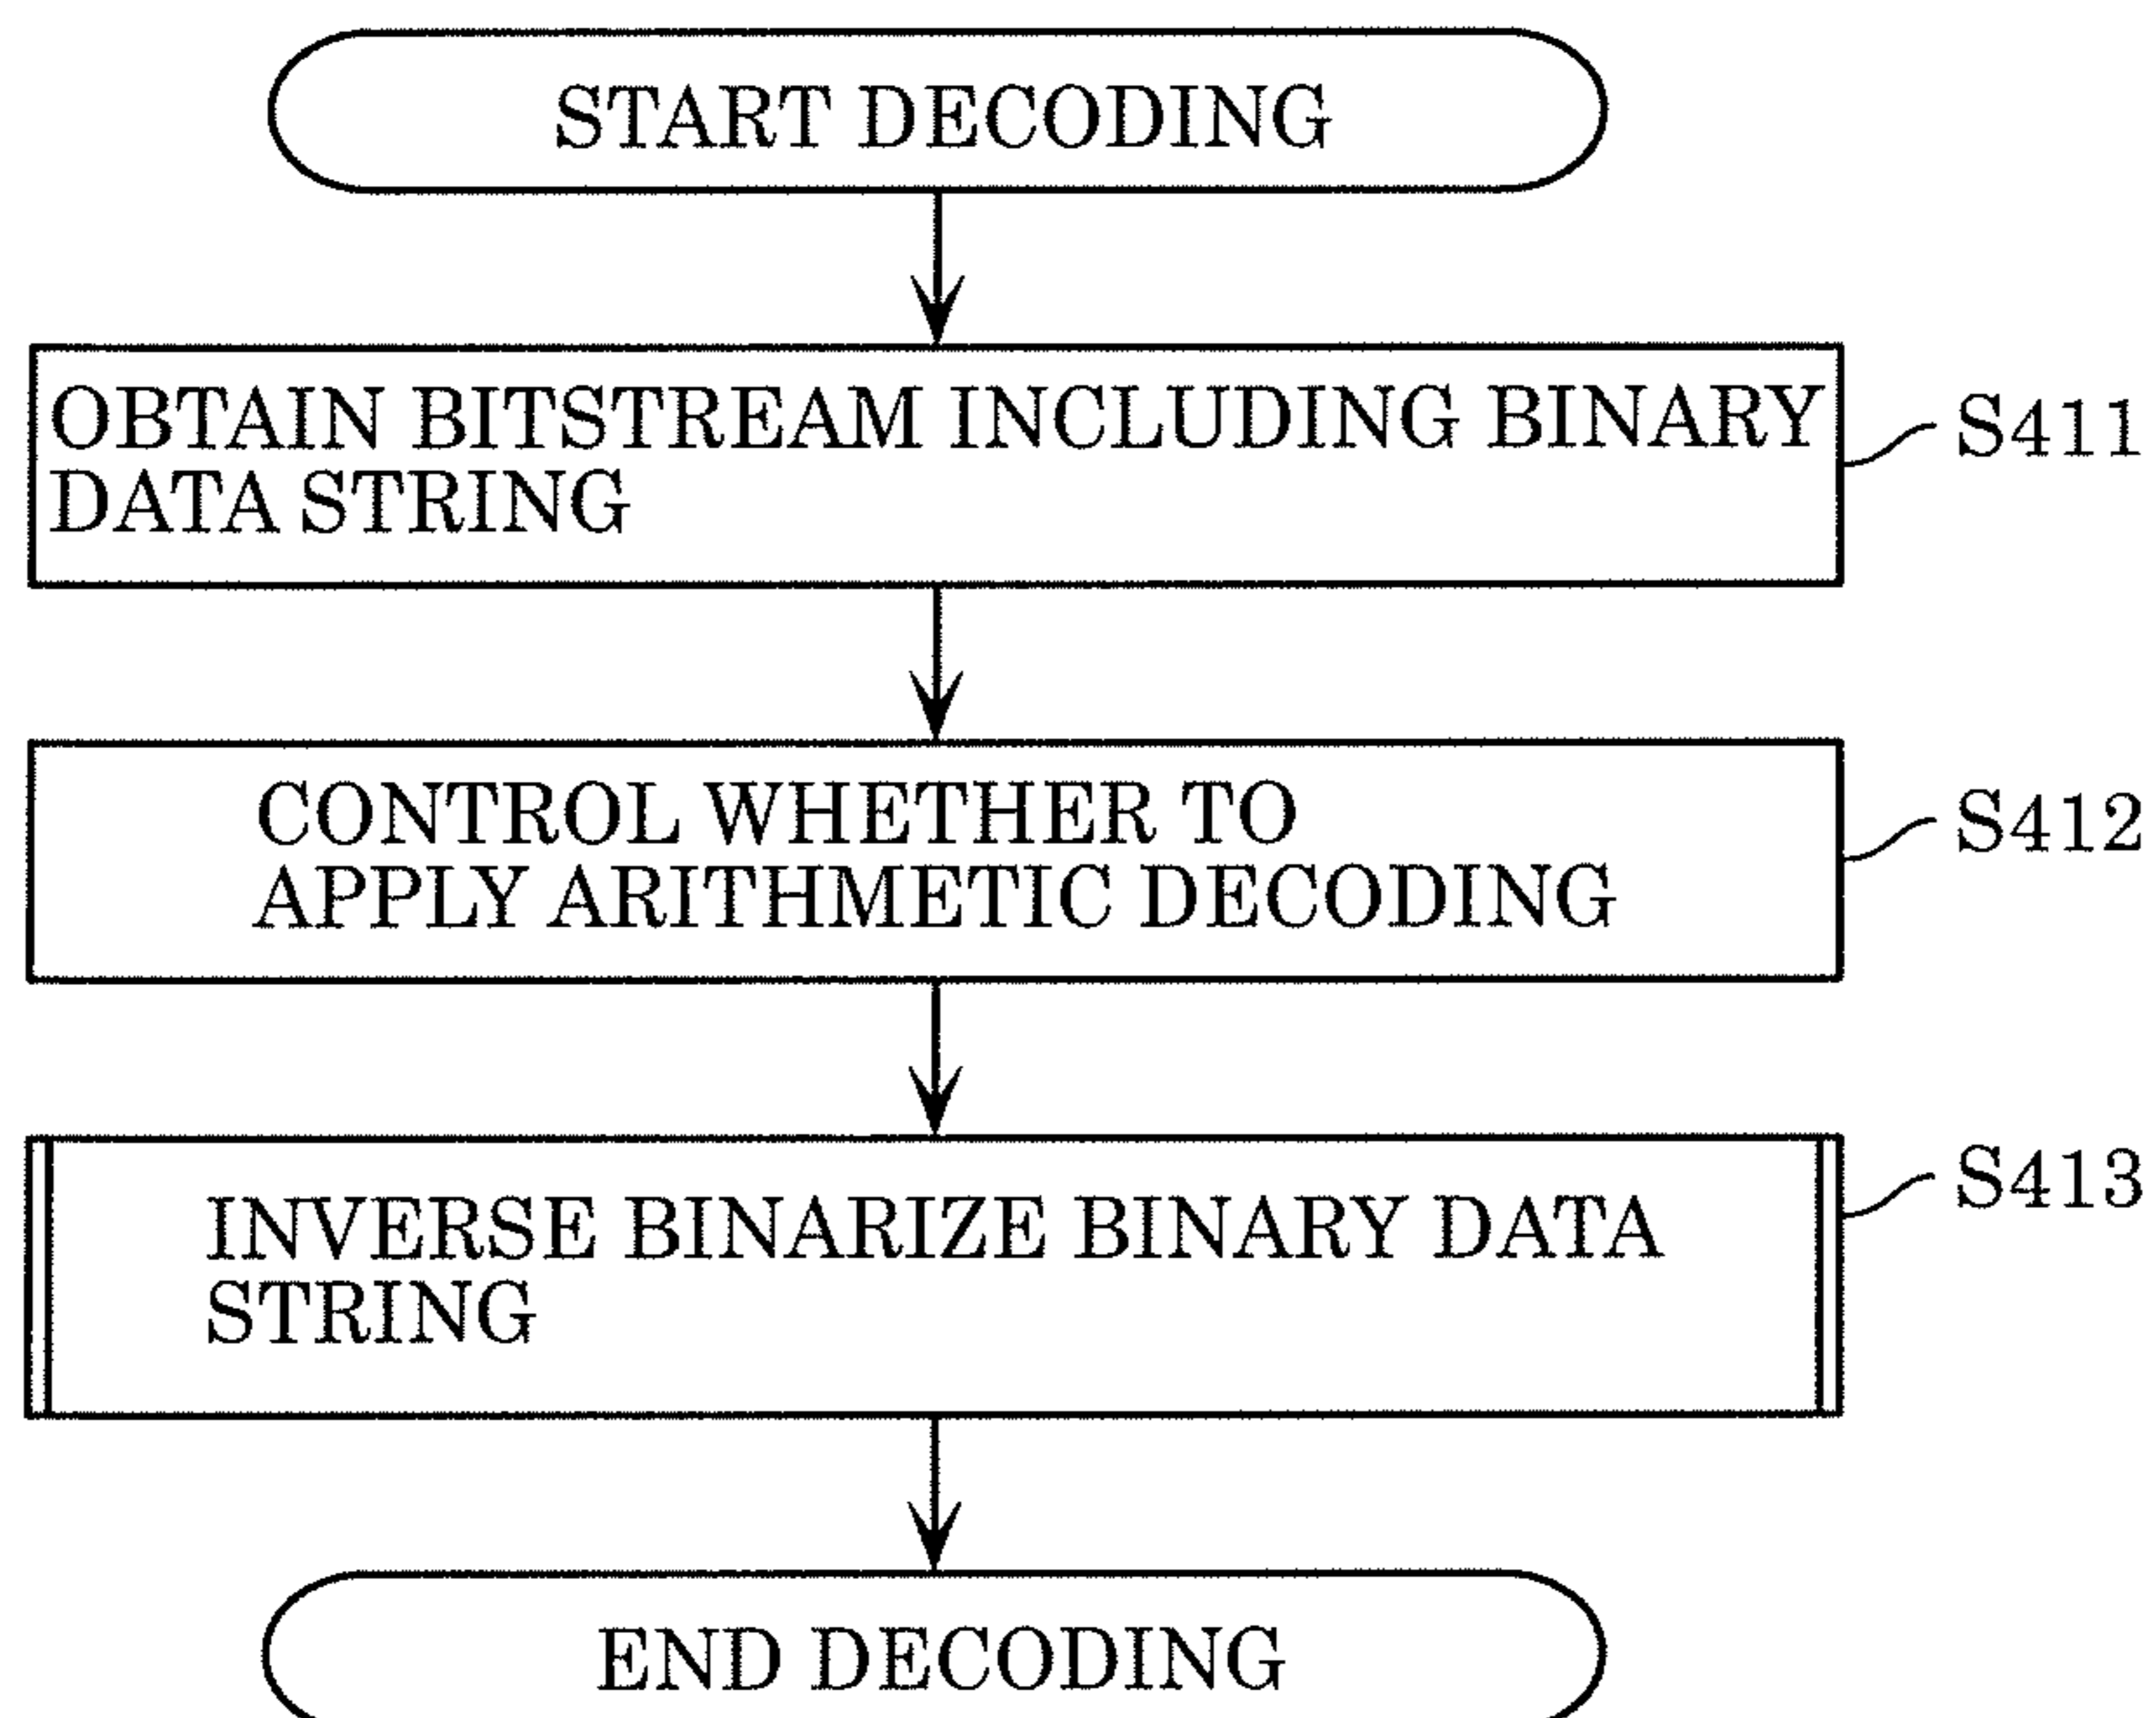 START DECODING
OBTAIN BITSTREAM INCLUDING BINARY
DATA STRING
S411
CONTROL WHETHER TO
APPLY ARITHMETIC DECODING
S412
INVERSE BINARIZE BINARY DATA
STRING
S413
END DECODING